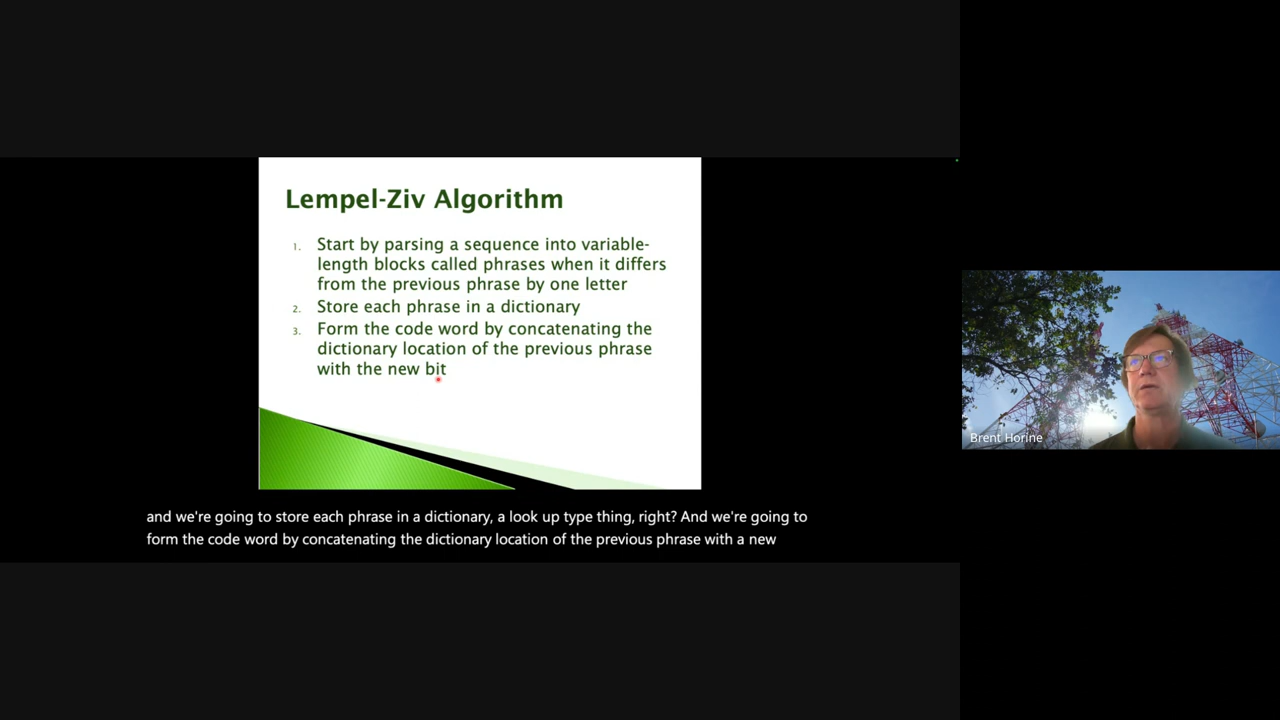 Lempel-Ziv Algorithm
1. Start by parsing a sequence into variable-
length blocks called phrases when it differs
from the previous phrase by one letter
2. Store each phrase in a dictionary
3. Form the code word by concatenating the
dictionary location of the previous phrase
with the new bit
Brent Horine
and we're going to store each phrase in a dictionary, a look up type thing, right? And we're going to
form the code word by concatenating the dictionary location of the previous phrase with a new